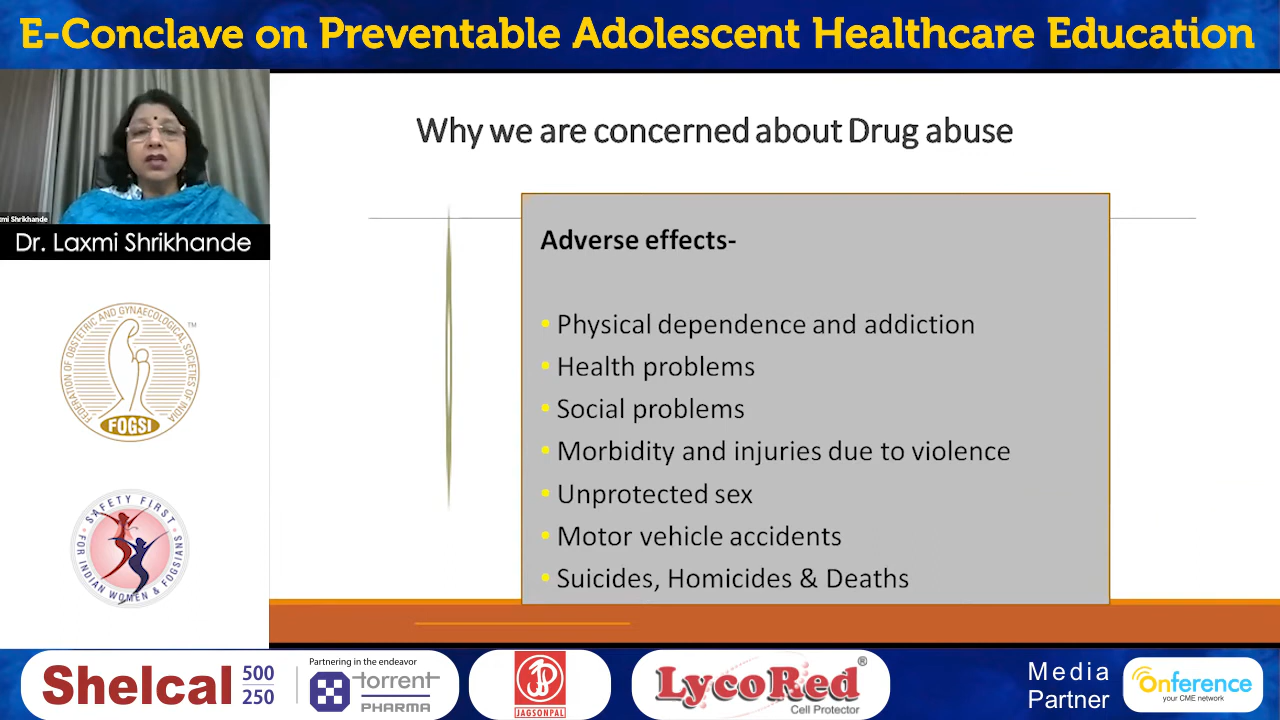 E-Conclave on Preventable Adolescent Healthcare Education
xmi Shrikhande
Dr. Laxmi Shrikhande
FEDERATION OF OBSTETRIC AND GYNAECOLOGICAL SOCIETIES OF INDIA
TM
FOGSI
SAFETY FIRST
FOR INDIAN WOMEN & FOGSIANS
Why we are concerned about Drug abuse
Adverse effects-
• Physical dependence and addiction
• Health problems
• Social problems
• Morbidity and injuries due to violence
• Unprotected sex
• Motor vehicle accidents
• Suicides, Homicides & Deaths
Shelcal 500
250
Partnering in the endeavor
torrent
PHARMA
JAGSONPAL
LycoRed®
Cell Protector
Media
Partner
Onference
your CME network